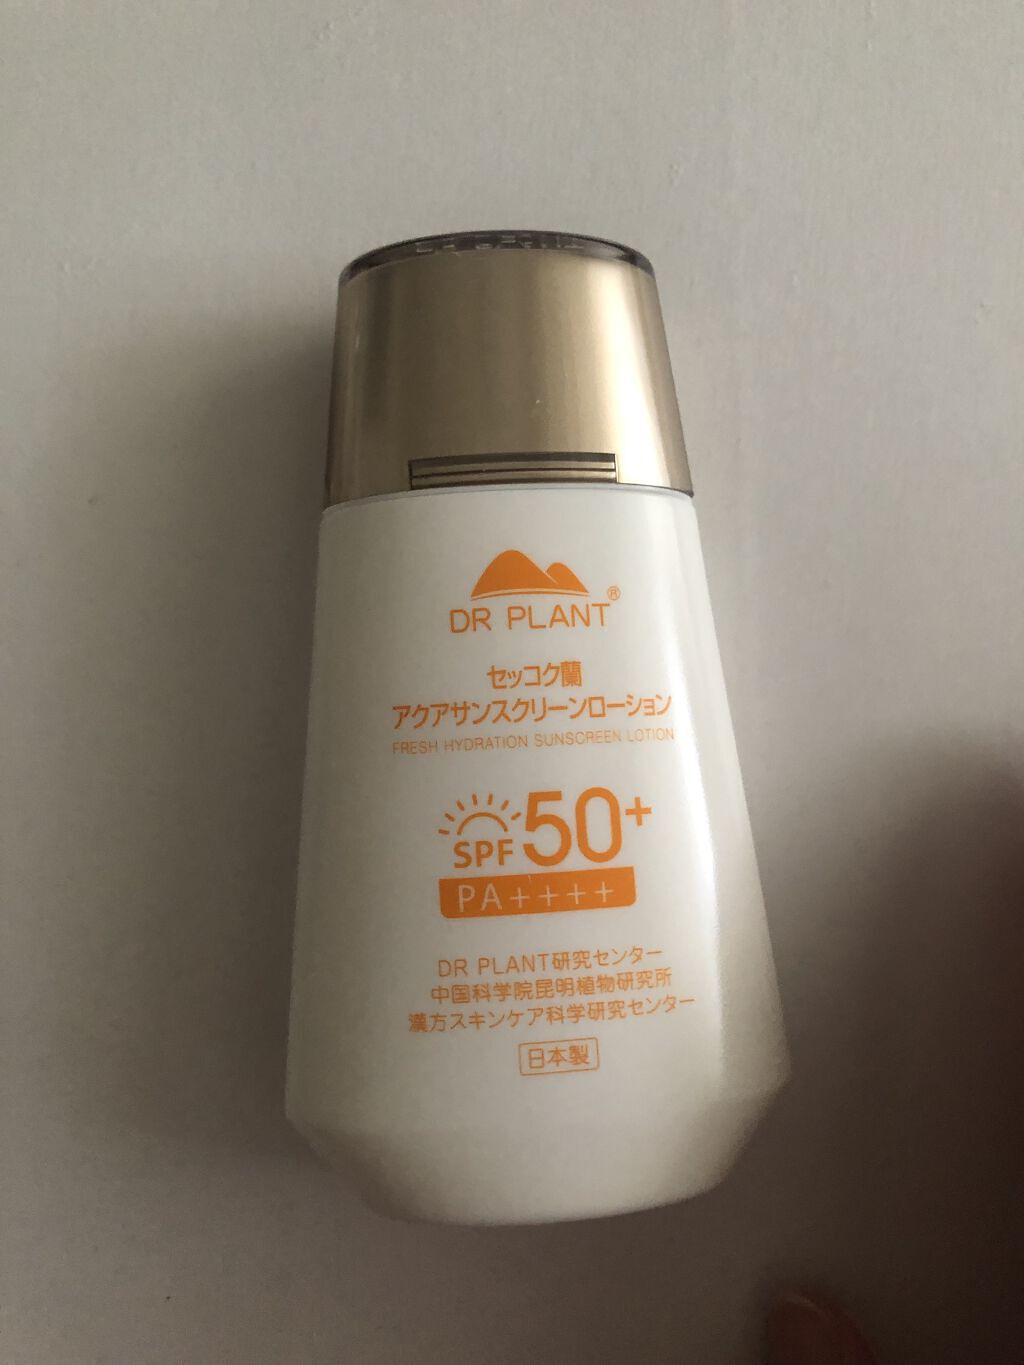 DR PLANT®
セッコク蘭
アクアサンスクリーンローション
FRESH HYDRATION SUNSCREEN LOTION
SPF 50+
PA++++
DR PLANT研究センター
中国科学院昆明植物研究所
漢方スキンケア科学研究センター
日本製